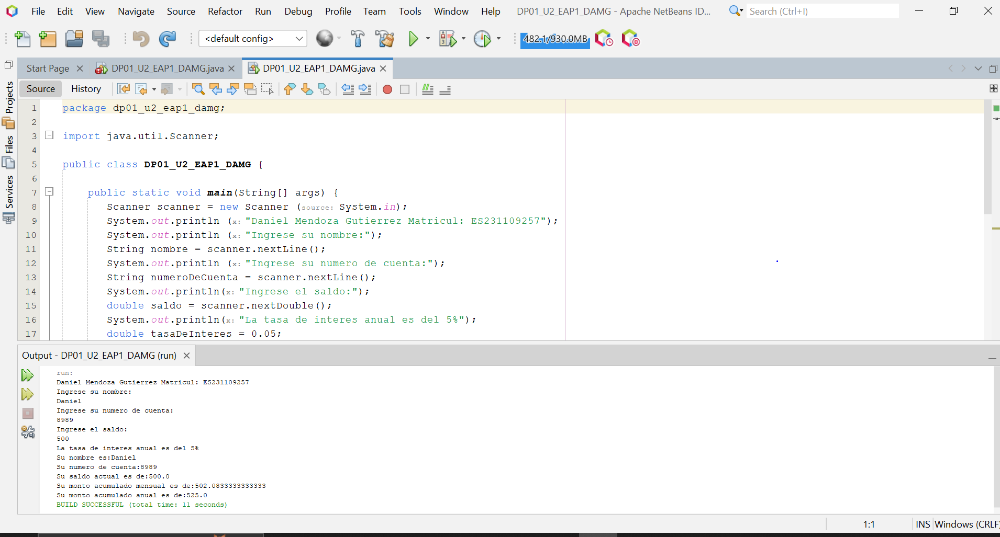 File Edit View Navigate Source Refactor Run Debug Profile Team Tools Window Help DP01_U2_EAP1_DAMG - Apache NetBeans ID... Search (Ctrl+I)
<default config> 482.1/930.0MB
Start Page DP01_U2_EAP1_DAMG.java DP01_U2_EAP1_DAMG.java
Source History
Projects
Files
Services
1 package dp01_u2_eap1_damg;
2
3 import java.util.Scanner;
4
5 public class DP01_U2_EAP1_DAMG {
6
7 public static void main(String[] args) {
8 Scanner scanner = new Scanner (source: System.in);
9 System.out.println (x: "Daniel Mendoza Gutierrez Matricul: ES231109257");
10 System.out.println (x: "Ingrese su nombre:");
11 String nombre = scanner.nextLine();
12 System.out.println (x: "Ingrese su numero de cuenta:");
13 String numeroDeCuenta = scanner.nextLine();
14 System.out.println(x: "Ingrese el saldo:");
15 double saldo = scanner.nextDouble();
16 System.out.println(x: "La tasa de interes anual es del 5%");
17 double tasaDeInteres = 0.05;
Output - DP01_U2_EAP1_DAMG (run)
run:
Daniel Mendoza Gutierrez Matricul: ES231109257
Ingrese su nombre:
Daniel
Ingrese su numero de cuenta:
8989
Ingrese el saldo:
500
La tasa de interes anual es del 5%
Su nombre es:Daniel
Su numero de cuenta:8989
Su saldo actual es de:500.0
Su monto acumulado mensual es de:502.0833333333333
Su monto acumulado anual es de:525.0
BUILD SUCCESSFUL (total time: 11 seconds)
1:1 INS Windows (CRLF)